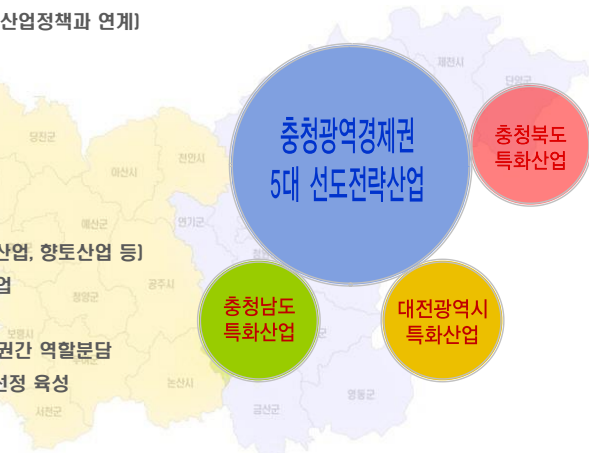 산업정책과 연계)
제천시
단양군
충청광역경제권
5대 선도전략산업
충청북도
특화산업
당진군
아산시
천안시
예산군
연기군
산업, 향토산업 등)
업
청양군
공주시
충청남도
특화산업
대전광역시
특화산업
보령시
권간 역할분담
선정 육성
논산시
서천군
금산군
영동군